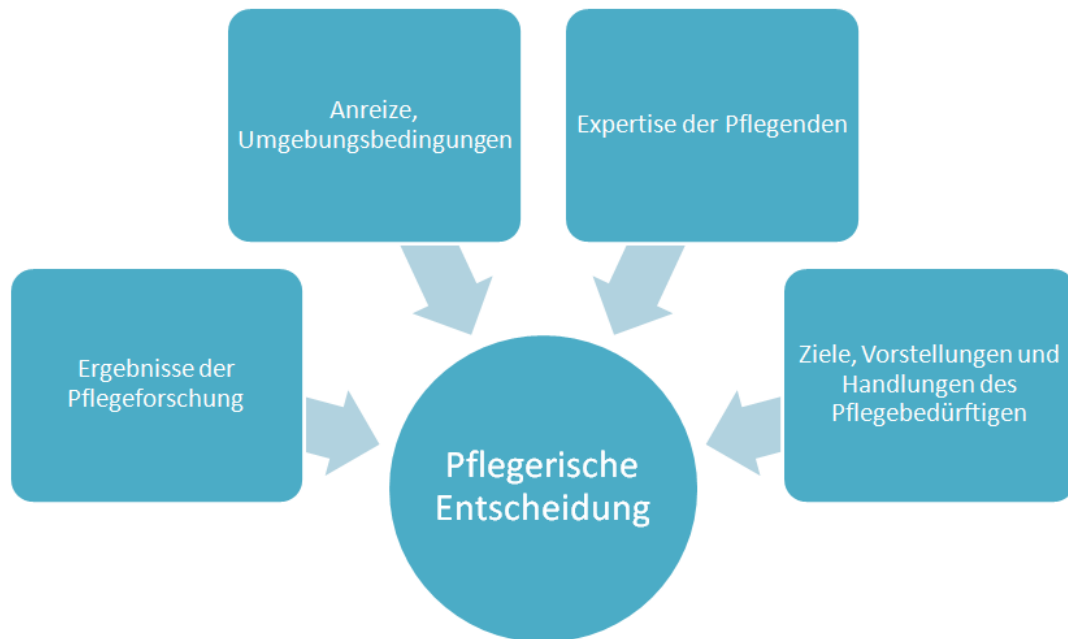 Anreize,
Umgebungsbedingungen
Expertise der Pflegenden
Ergebnisse der
Pflegeforschung
Ziele, Vorstellungen und
Handlungen des
Pflegebedürftigen
Pflegerische
Entscheidung